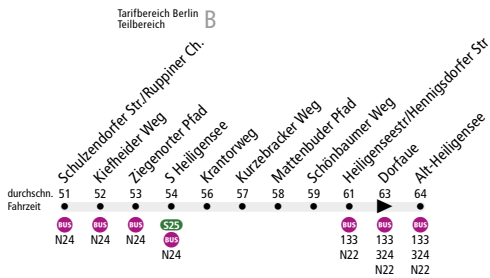 Tarifbereich Berlin
Teilbereich B
Schulzendorfer Str./Ruppiner Ch.
Kiefheider Weg
Ziegenorter Pfad
S Heiligensee
Krantorweg
Kurzebracker Weg
Mattenbuder Pfad
Schönbaumer Weg
Heiligenseestr/Hennigsdorfer Str
Dorfaue
Alt-Heiligensee
durchschn. 51 52 53 54 56 57 58 59 61 63 64
Fahrzeit
BUS BUS BUS S25 BUS BUS BUS
N24 N24 N24 BUS 133 133 133
N24 N22 324 324
N22 N22